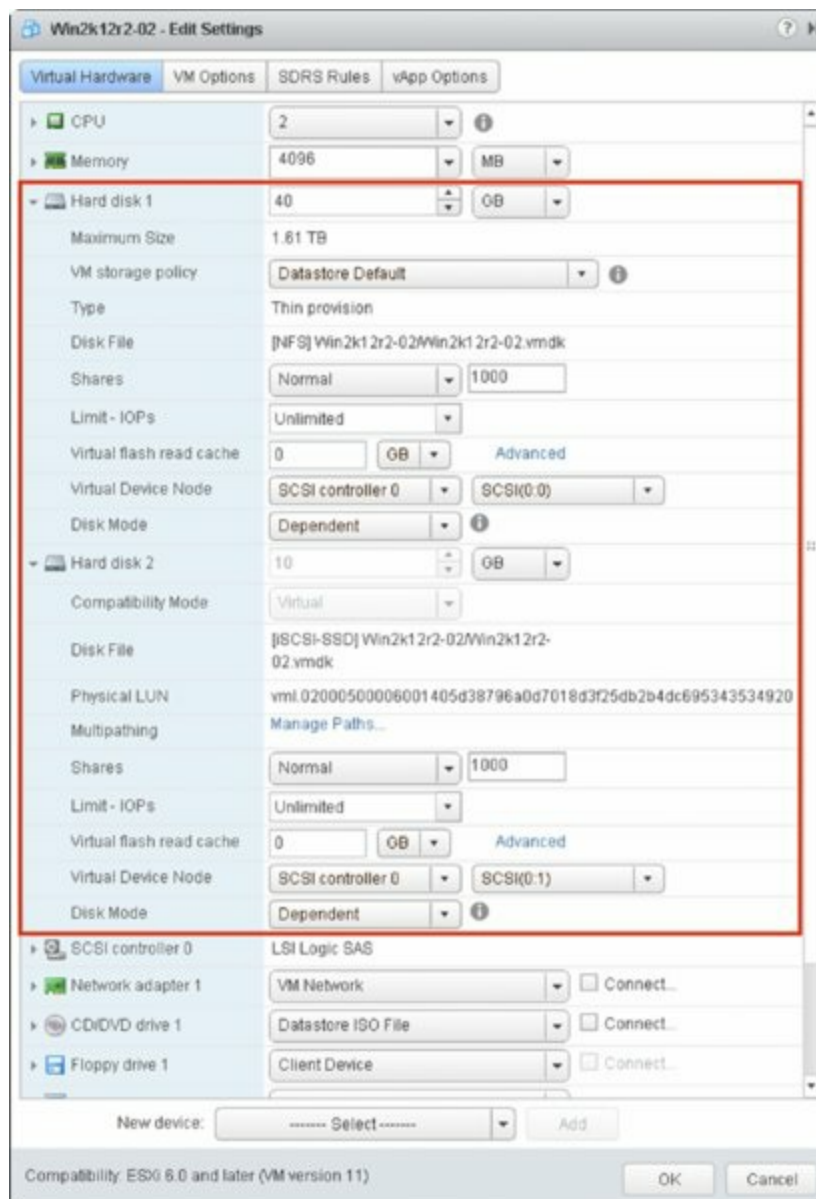 Win2k12r2-02 - Edit Settings
Virtual Hardware VM Options SDRS Rules vApp Options
CPU 2
Memory 4096 MB
Hard disk 1 40 GB
Maximum Size 1.61 TB
VM storage policy Datastore Default
Type Thin provision
Disk File [NFS] Win2k12r2-02/Win2k12r2-02.vmdk
Shares Normal 1000
Limit - IOPs Unlimited
Virtual flash read cache 0 GB Advanced
Virtual Device Node SCSI controller 0 SCSI(0:0)
Disk Mode Dependent
Hard disk 2 10 GB
Compatibility Mode Virtual
Disk File [iSCSI-SSD] Win2k12r2-02/Win2k12r2-
02.vmdk
Physical LUN vml.02000500006001405d38796a0d7018d3f25db2b4dc695343534920
Multipathing Manage Paths...
Shares Normal 1000
Limit - IOPs Unlimited
Virtual flash read cache 0 GB Advanced
Virtual Device Node SCSI controller 0 SCSI(0:1)
Disk Mode Dependent
SCSI controller 0 LSI Logic SAS
Network adapter 1 VM Network Connect...
CD/DVD drive 1 Datastore ISO File Connect...
Floppy drive 1 Client Device Connect...
New device: ------- Select ------- Add
Compatibility: ESXi 6.0 and later (VM version 11) OK Cancel